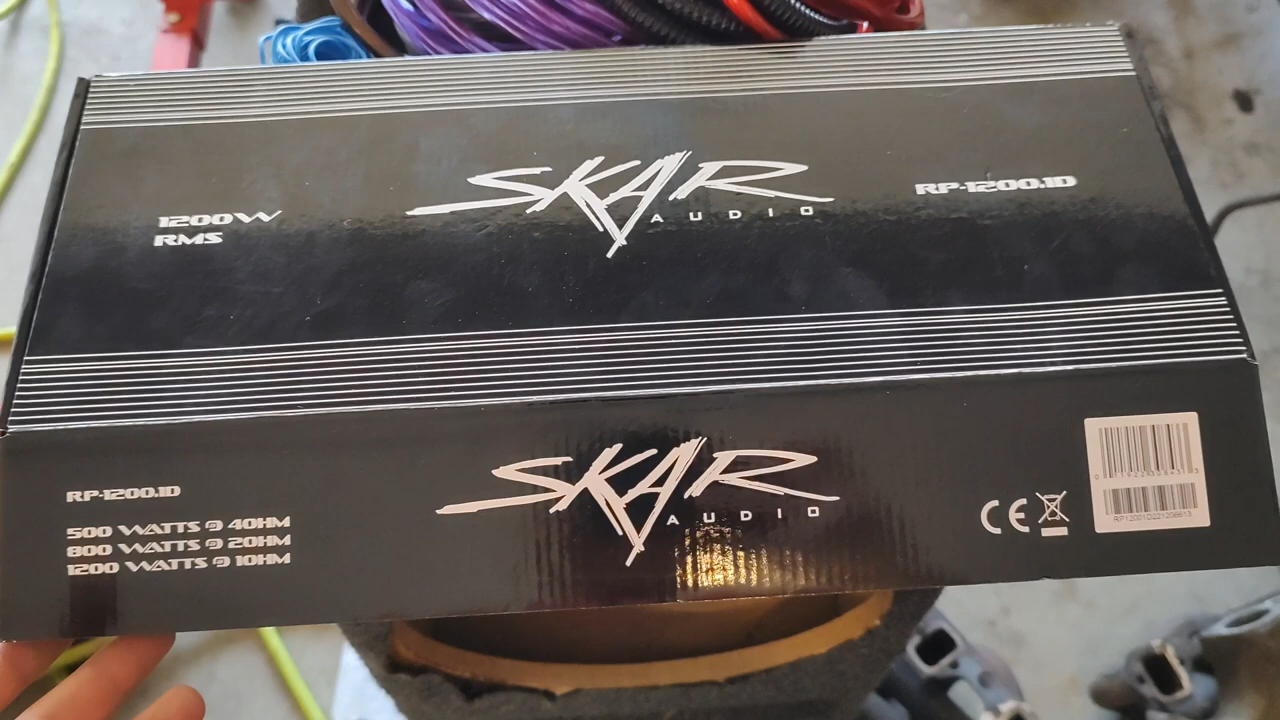 SKAR
AUDIO
RP-1200.1D
1200W
RMS
SKAR
AUDIO
RP-1200.1D
500 WATTS @ 4OHM
800 WATTS @ 2OHM
1200 WATTS @ 1OHM
CE